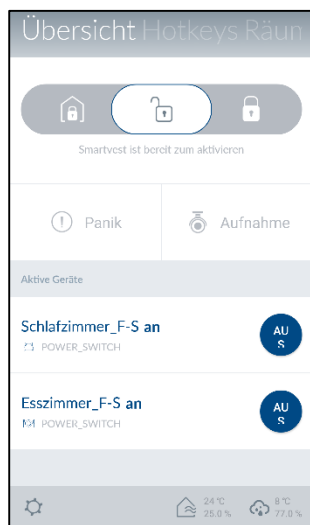 Übersicht Hotkeys Räun
Smartvest ist bereit zum aktivieren
Panik
Aufnahme
Aktive Geräte
Schlafzimmer_F-S an
POWER_SWITCH
AU
S
Esszimmer_F-S an
POWER_SWITCH
AU
S
24 °C
25.0 %
8 °C
77.0 %